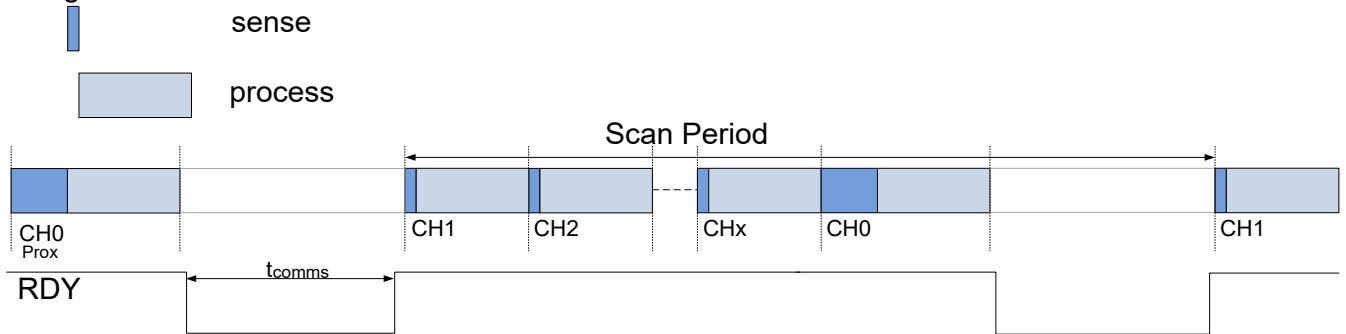 sense
process
Scan Period
CH0 CH1 CH2 CHx CH0 CH1
Prox
tcomms
RDY